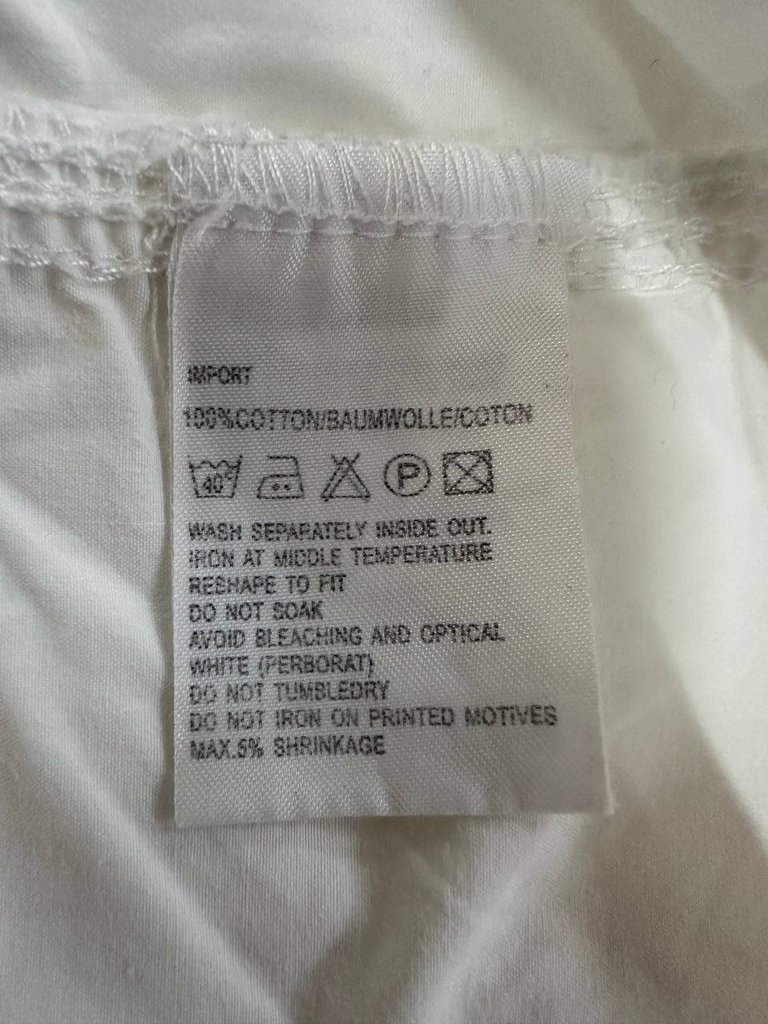 IMPORT
100%COTTON/BAUMWOLLE/COTON
40° P
WASH SEPARATELY INSIDE OUT.
IRON AT MIDDLE TEMPERATURE
RESHAPE TO FIT
DO NOT SOAK
AVOID BLEACHING AND OPTICAL
WHITE (PERBORAT)
DO NOT TUMBLEDRY
DO NOT IRON ON PRINTED MOTIVES
MAX.5% SHRINKAGE